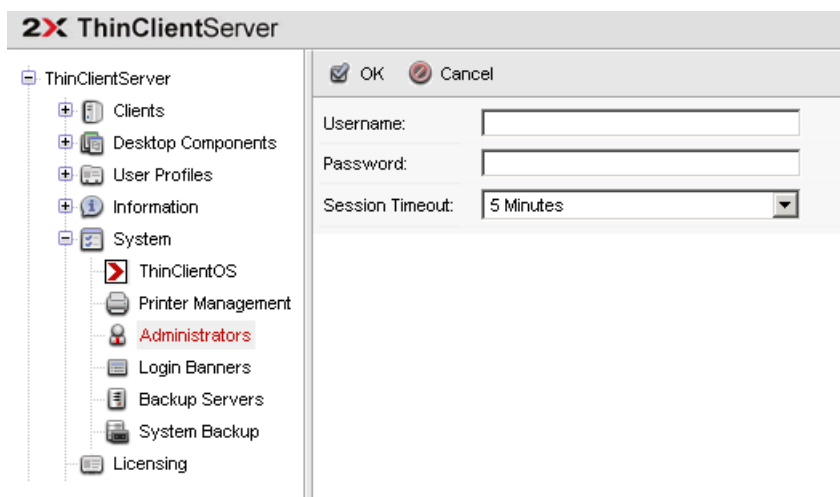 2X ThinClientServer
ThinClientServer
Clients
Desktop Components
User Profiles
Information
System
ThinClientOS
Printer Management
Administrators
Login Banners
Backup Servers
System Backup
Licensing
OK Cancel
Username:
Password:
Session Timeout: 5 Minutes